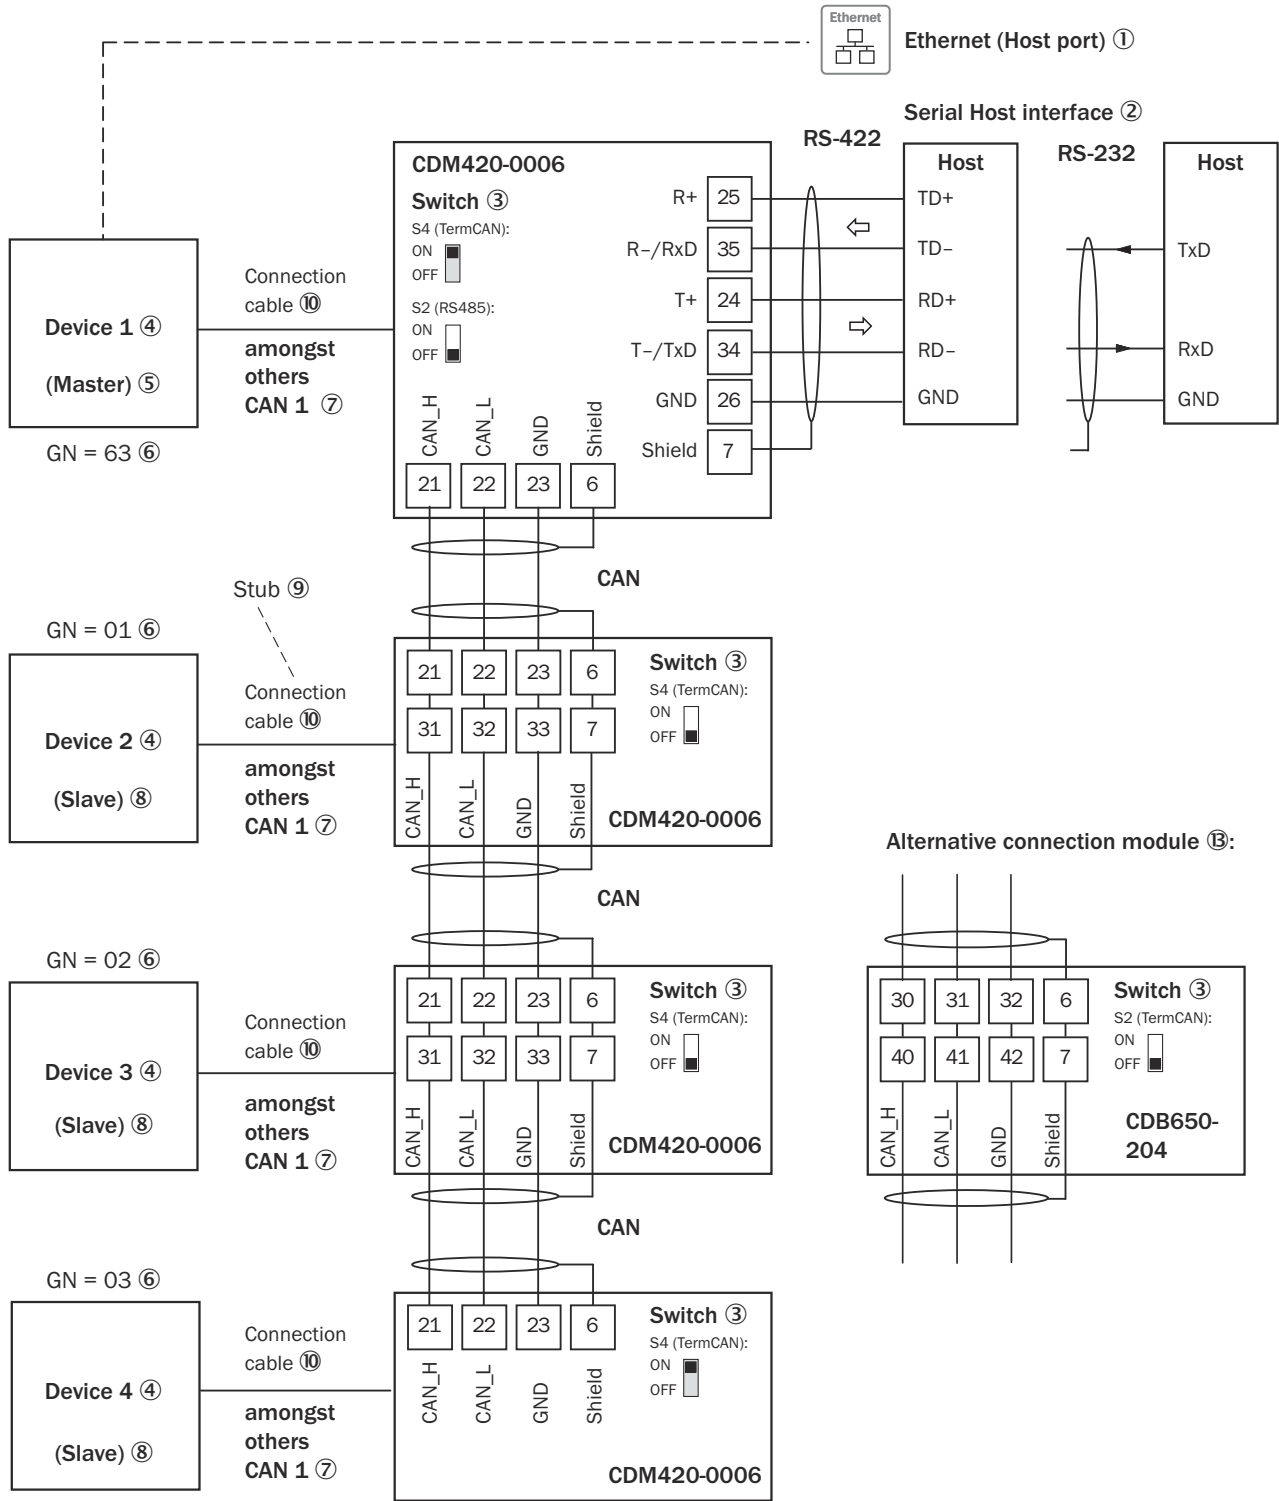 Ethernet
Ethernet (Host port) ①
Serial Host interface ②
RS-422
RS-232
CDM420-0006
Switch ③
S4 (TermCAN):
ON
OFF
S2 (RS485):
ON
OFF
R+ 25
R–/RxD 35
T+ 24
T–/TxD 34
GND 26
Shield 7
Host
TD+
TD–
RD+
RD–
GND
Host
TxD
RxD
GND
CAN_H
CAN_L
GND
Shield
21 22 23 6
Device 1 ④
(Master) ⑤
GN = 63 ⑥
Connection
cable ⑩
amongst
others
CAN 1 ⑦
CAN
Stub ⑨
GN = 01 ⑥
Device 2 ④
(Slave) ⑧
Connection
cable ⑩
amongst
others
CAN 1 ⑦
21 22 23 6
31 32 33 7
CAN_H
CAN_L
GND
Shield
Switch ③
S4 (TermCAN):
ON
OFF
CDM420-0006
CAN
GN = 02 ⑥
Device 3 ④
(Slave) ⑧
Connection
cable ⑩
amongst
others
CAN 1 ⑦
21 22 23 6
31 32 33 7
CAN_H
CAN_L
GND
Shield
Switch ③
S4 (TermCAN):
ON
OFF
CDM420-0006
Alternative connection module ⑬:
30 31 32 6
40 41 42 7
CAN_H
CAN_L
GND
Shield
Switch ③
S2 (TermCAN):
ON
OFF
CDB650-
204
CAN
GN = 03 ⑥
Device 4 ④
(Slave) ⑧
Connection
cable ⑩
amongst
others
CAN 1 ⑦
21 22 23 6
CAN_H
CAN_L
GND
Shield
Switch ③
S4 (TermCAN):
ON
OFF
CDM420-0006